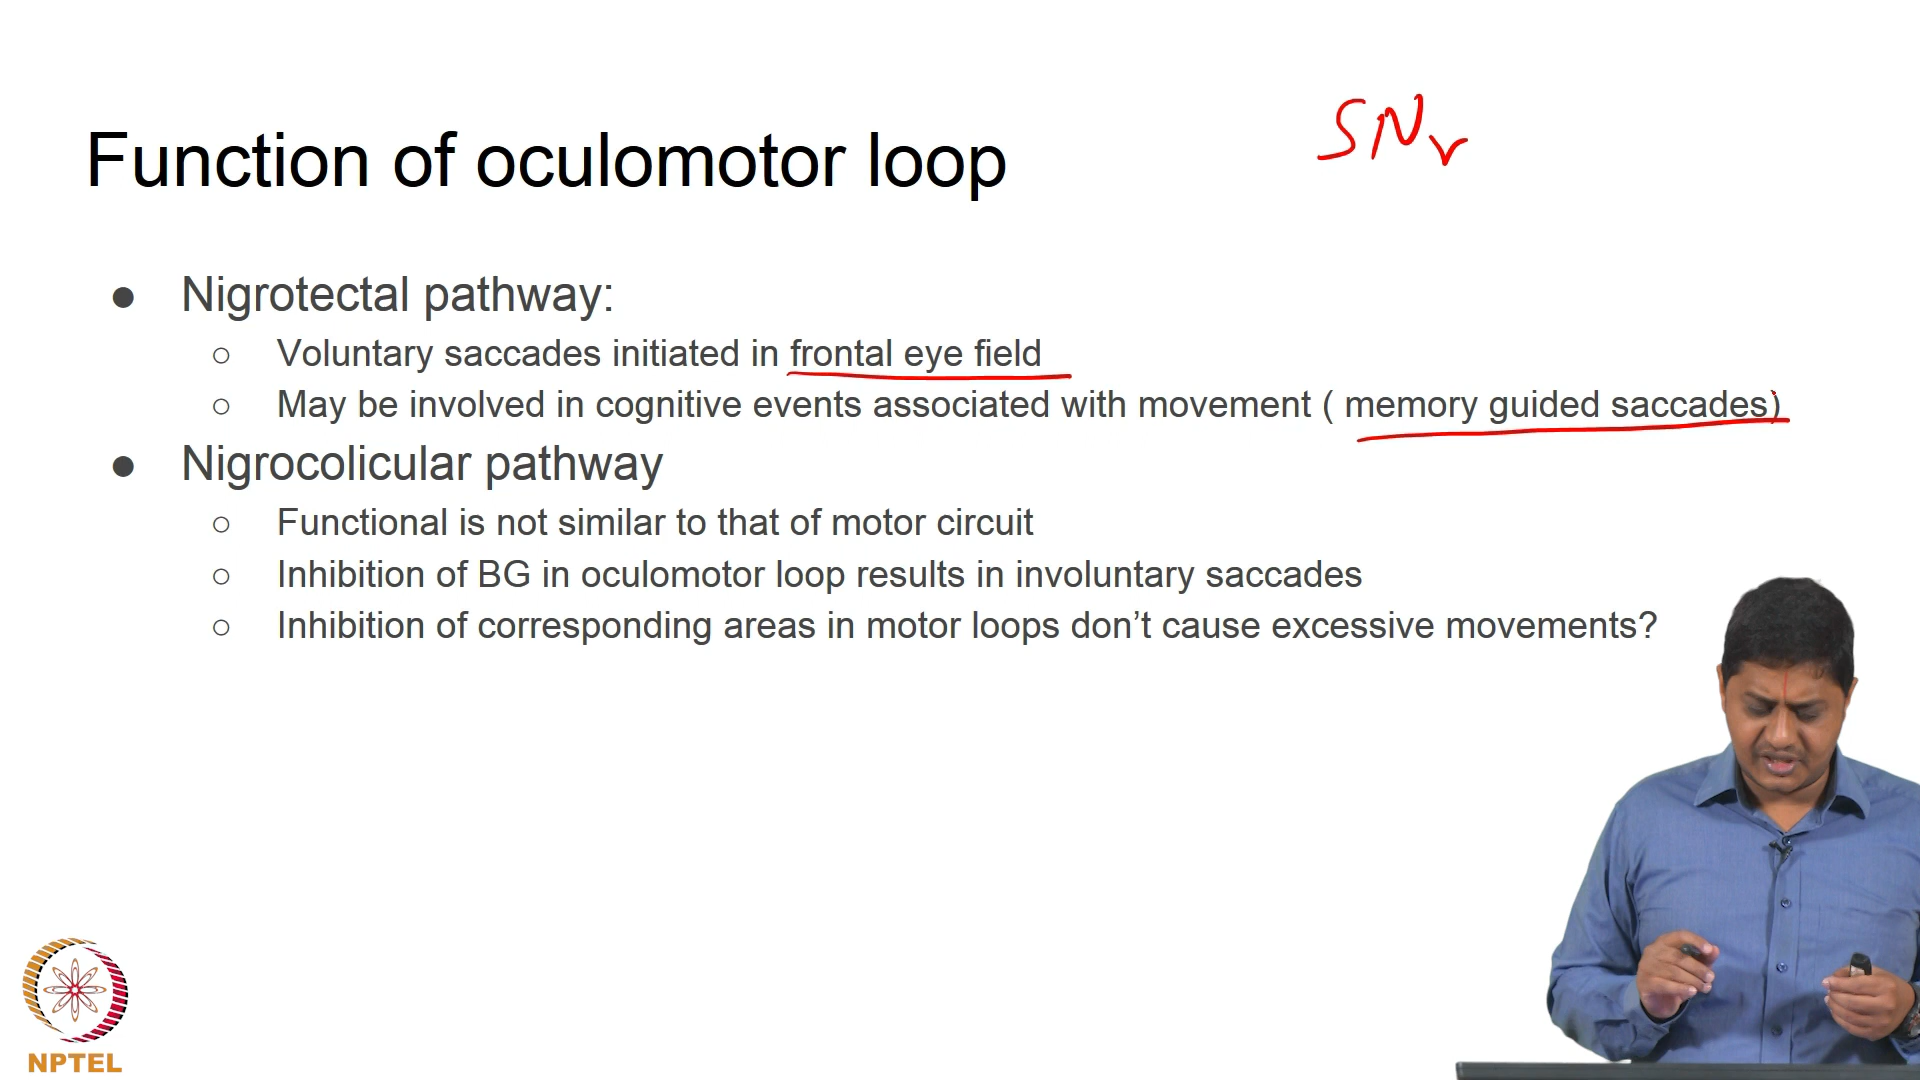 SNr
Function of oculomotor loop
● Nigrotectal pathway:
○ Voluntary saccades initiated in frontal eye field
○ May be involved in cognitive events associated with movement ( memory guided saccades)
● Nigrocolicular pathway
○ Functional is not similar to that of motor circuit
○ Inhibition of BG in oculomotor loop results in involuntary saccades
○ Inhibition of corresponding areas in motor loops don’t cause excessive movements?
NPTEL